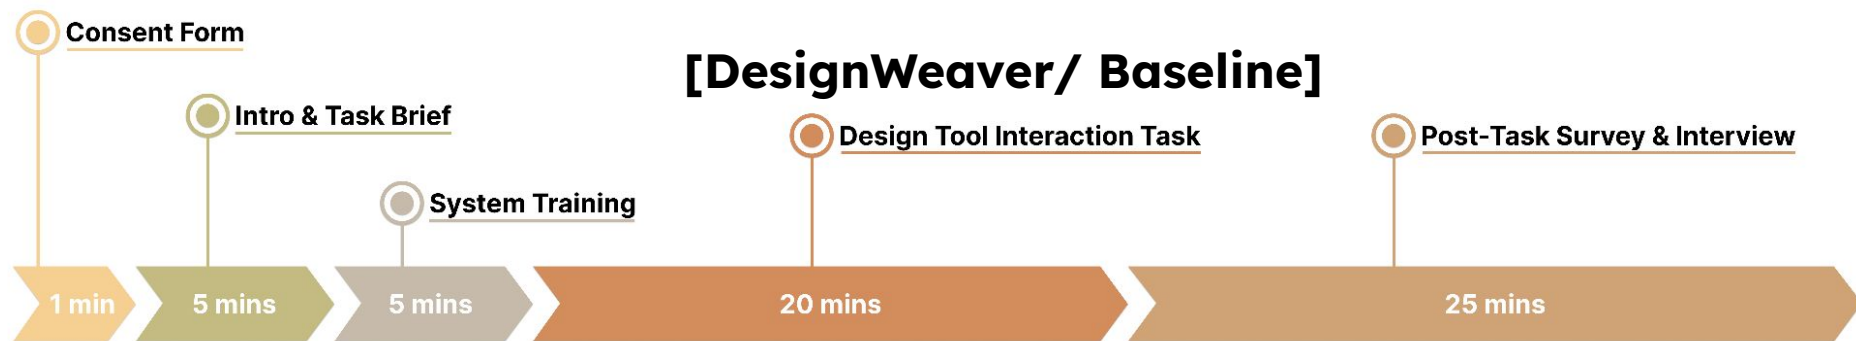 Consent Form
[DesignWeaver/ Baseline]
Intro & Task Brief
Design Tool Interaction Task
Post-Task Survey & Interview
System Training
1 min
5 mins
5 mins
20 mins
25 mins